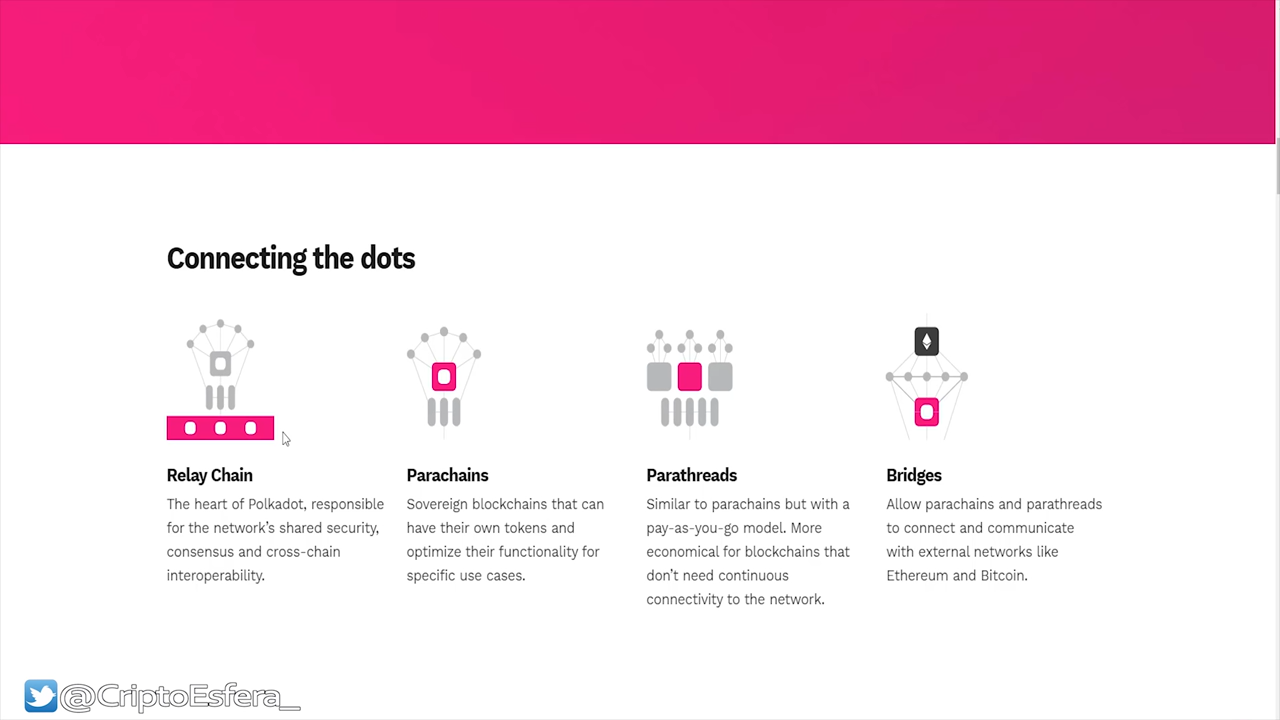 Connecting the dots
Relay Chain
The heart of Polkadot, responsible
for the network's shared security,
consensus and cross-chain
interoperability.
Parachains
Sovereign blockchains that can
have their own tokens and
optimize their functionality for
specific use cases.
Parathreads
Similar to parachains but with a
pay-as-you-go model. More
economical for blockchains that
don't need continuous
connectivity to the network.
Bridges
Allow parachains and parathreads
to connect and communicate
with external networks like
Ethereum and Bitcoin.
@CriptoEsfera_